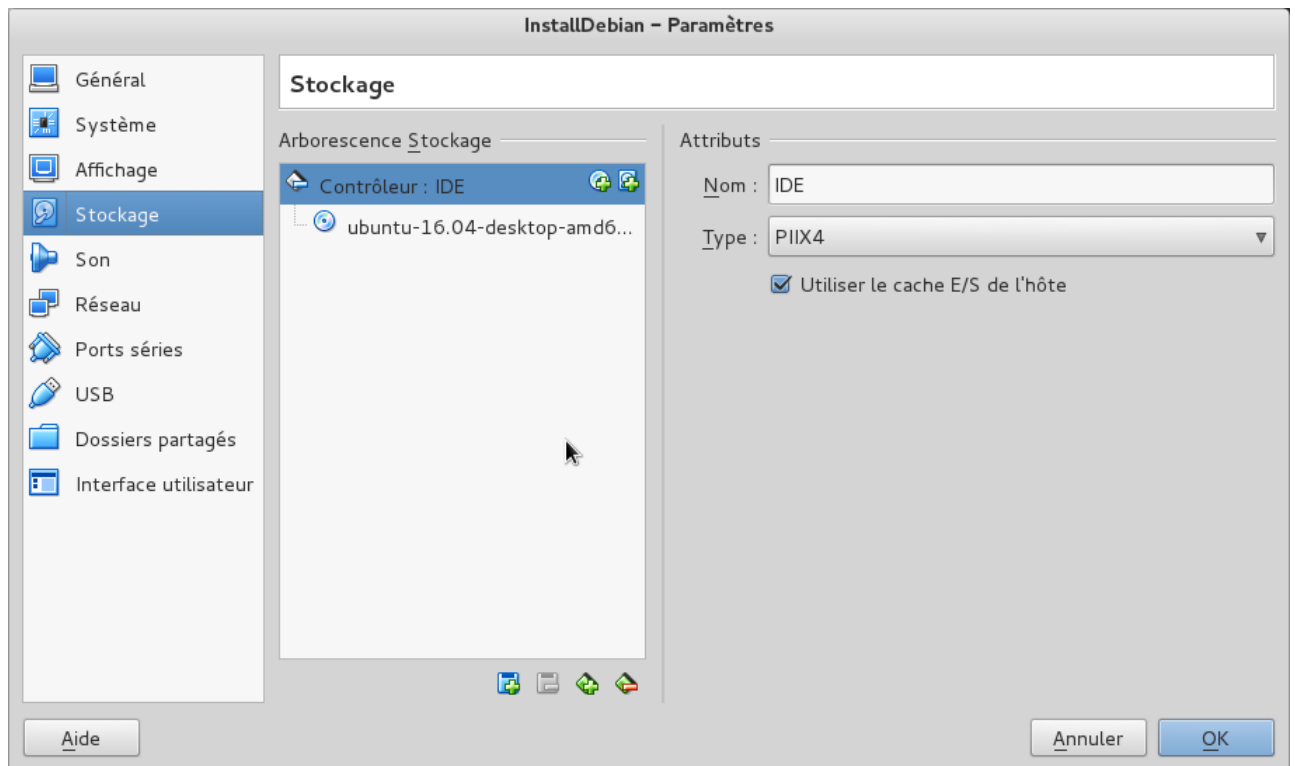 InstallDebian – Paramètres
Général
Système
Affichage
Stockage
Son
Réseau
Ports séries
USB
Dossiers partagés
Interface utilisateur
Stockage
Arborescence Stockage
Contrôleur : IDE
ubuntu-16.04-desktop-amd6...
Attributs
Nom : IDE
Type : PIIX4
Utiliser le cache E/S de l'hôte
Aide
Annuler
OK